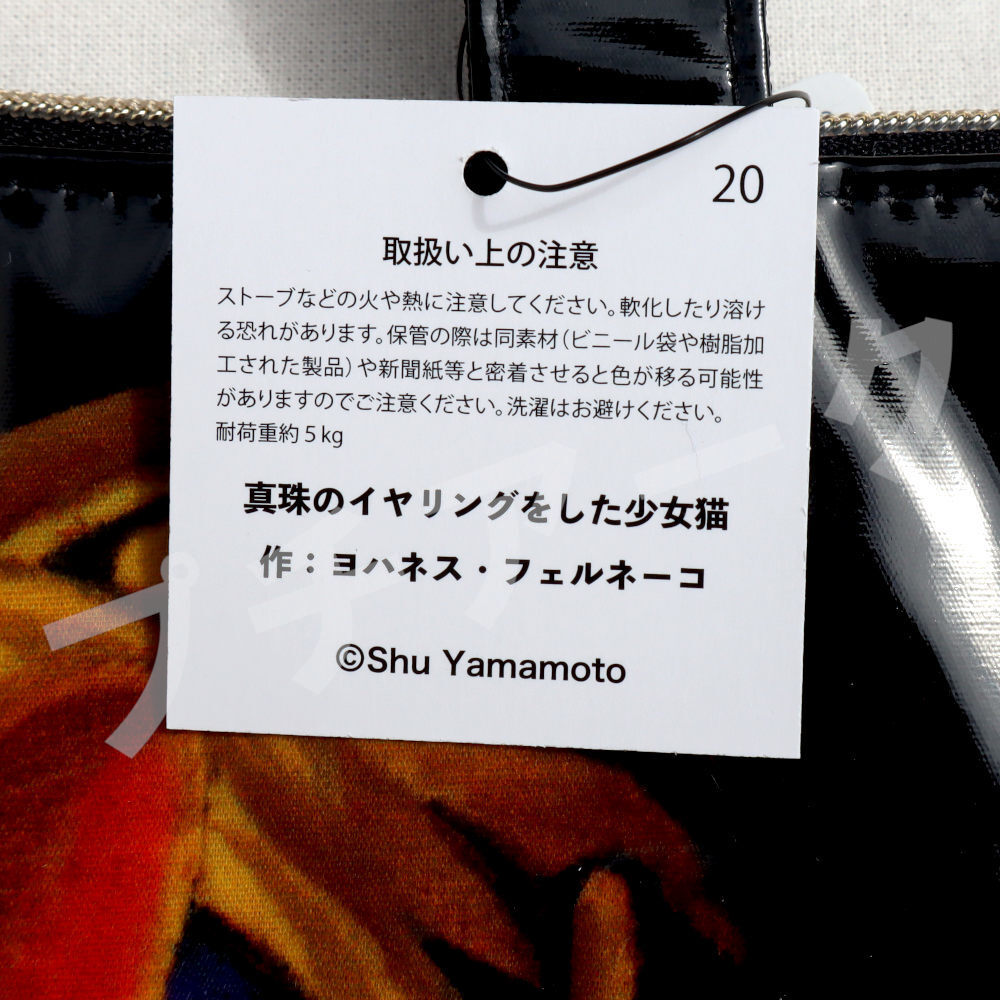 20
取扱い上の注意
ストーブなどの火や熱に注意してください。軟化したり溶け
る恐れがあります。保管の際は同素材（ビニール袋や樹脂加
工された製品）や新聞紙等と密着させると色が移る可能性
がありますのでご注意ください。洗濯はお避けください。
耐荷重約5kg
真珠のイヤリングをした少女猫
作：ヨハネス・フェルネーコ
©Shu Yamamoto
プチアーク